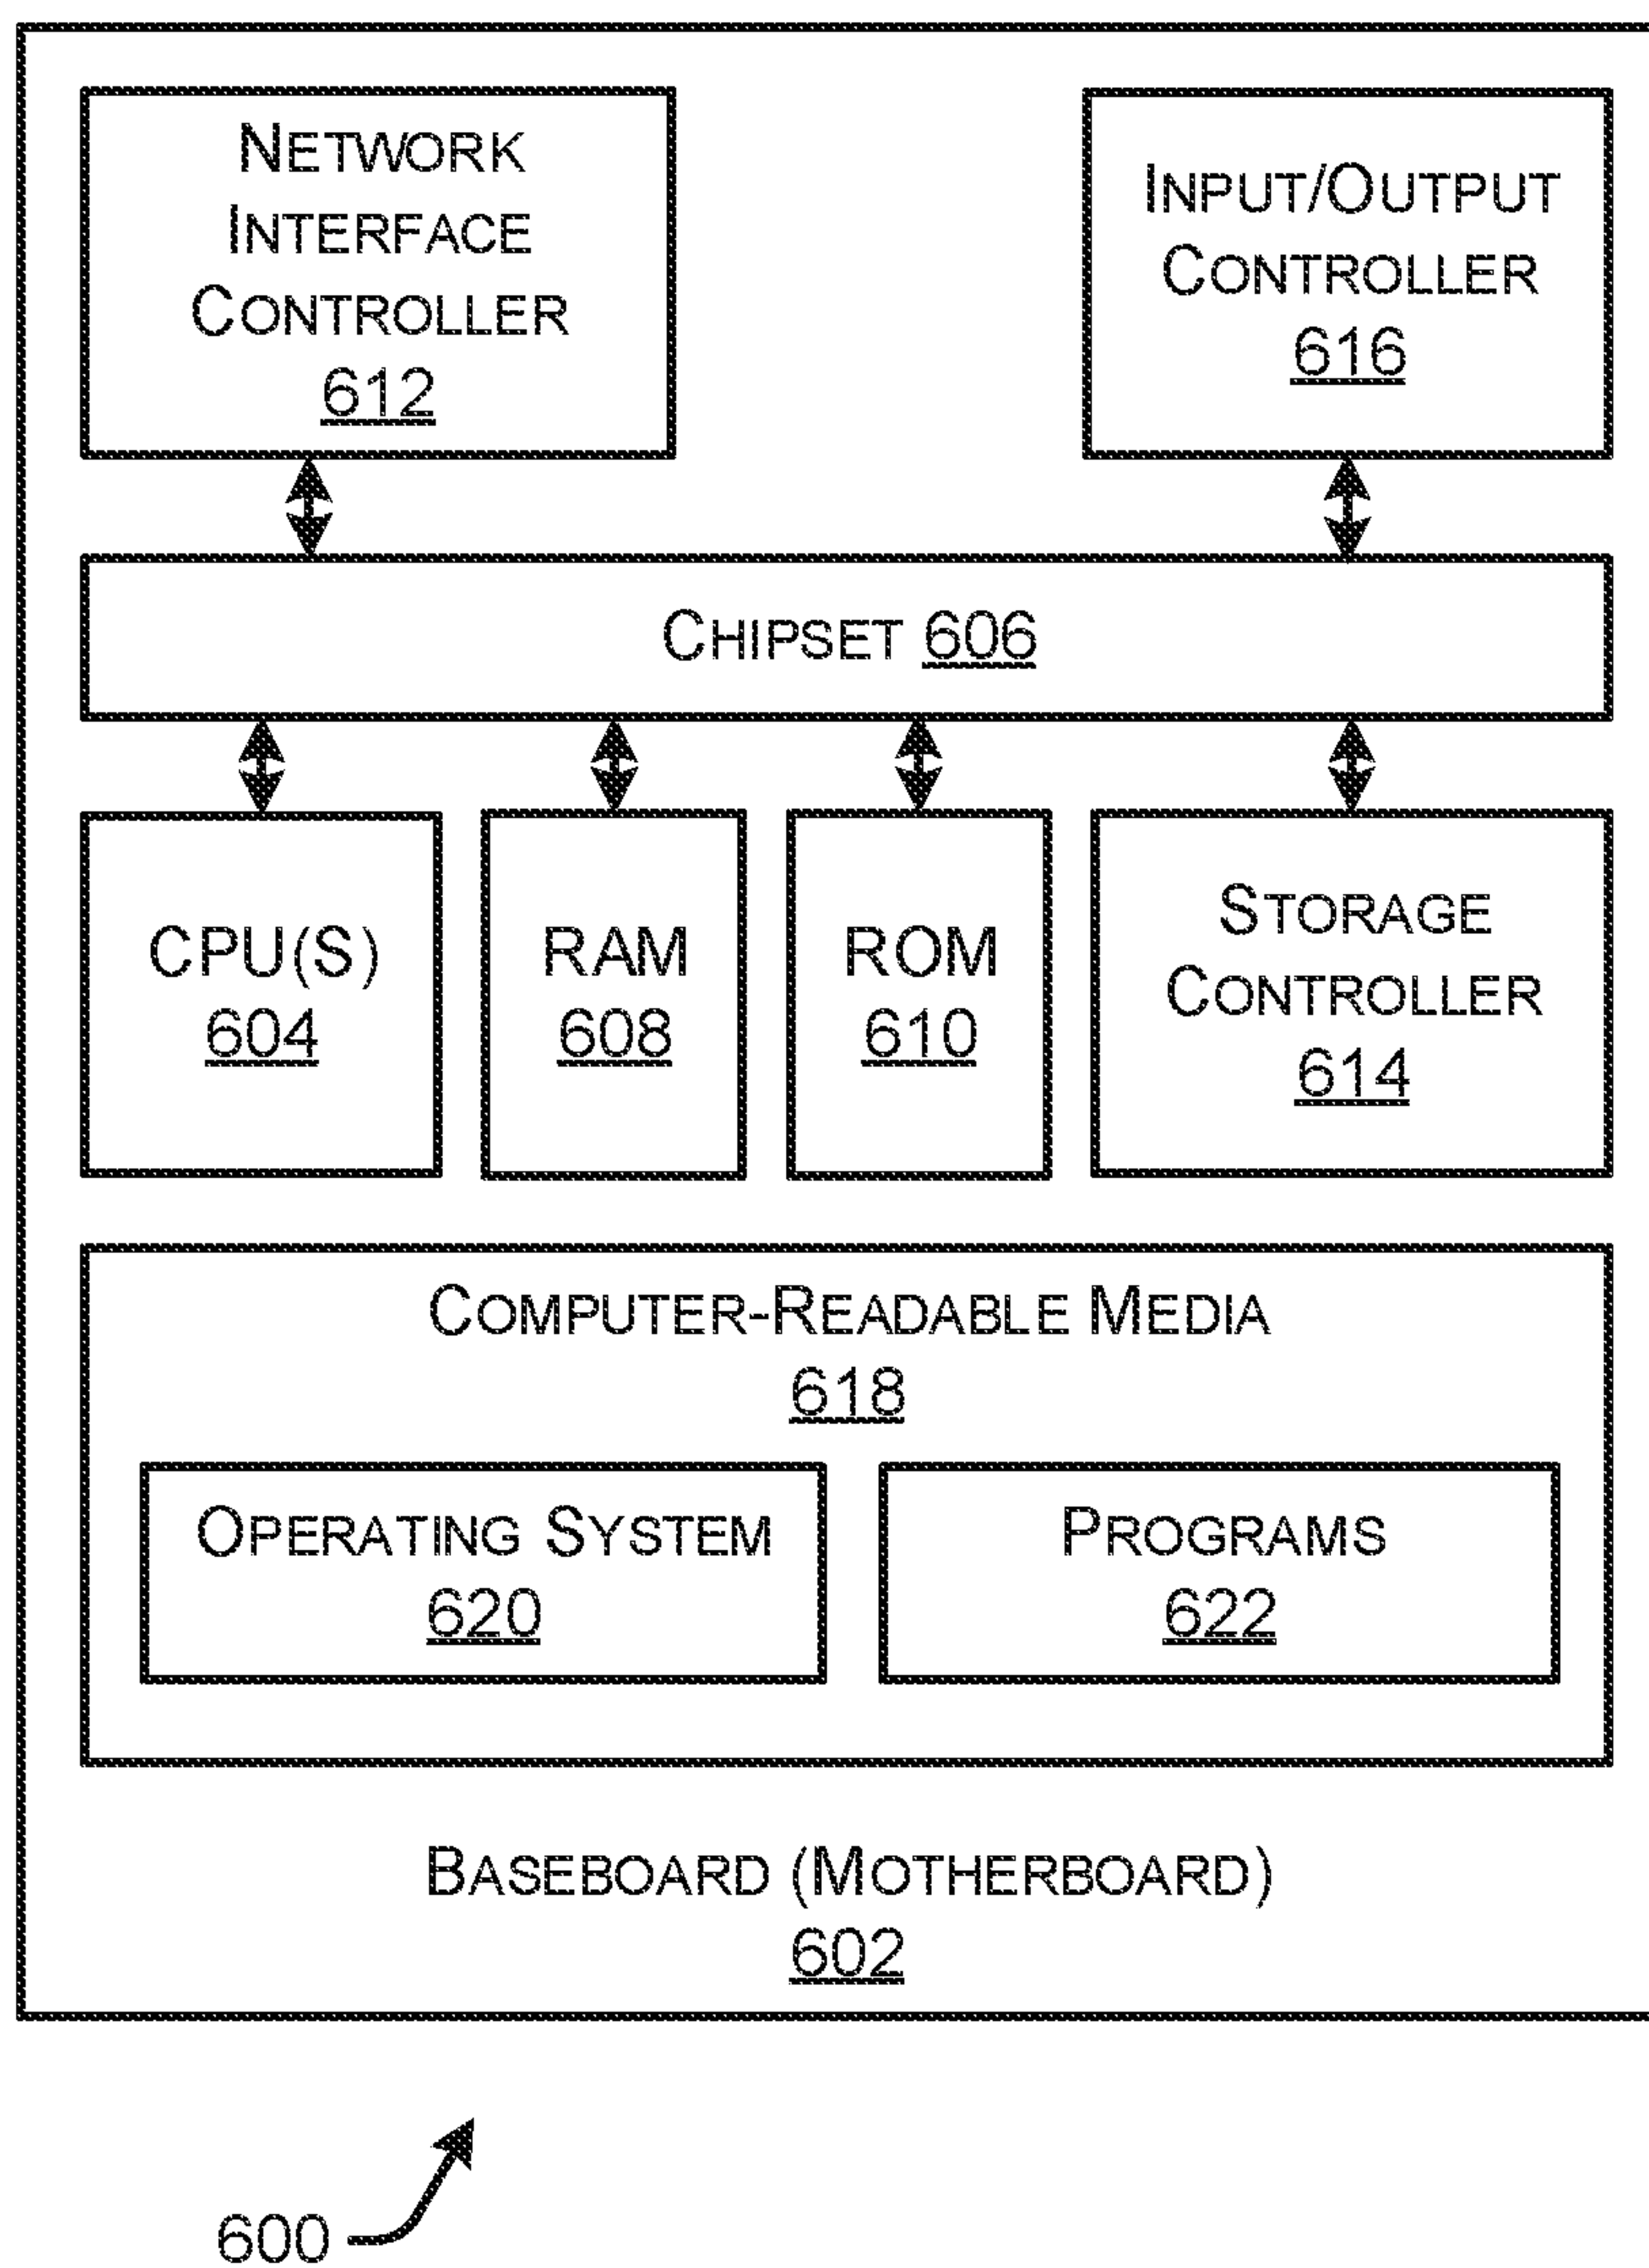 NETWORK
INTERFACE
CONTROLLER
612
INPUT/OUTPUT
CONTROLLER
616
CHIPSET 606
CPU(S)
604
RAM
608
ROM
610
STORAGE
CONTROLLER
614
COMPUTER-READABLE MEDIA
618
OPERATING SYSTEM
620
PROGRAMS
622
BASEBOARD (MOTHERBOARD)
602
600